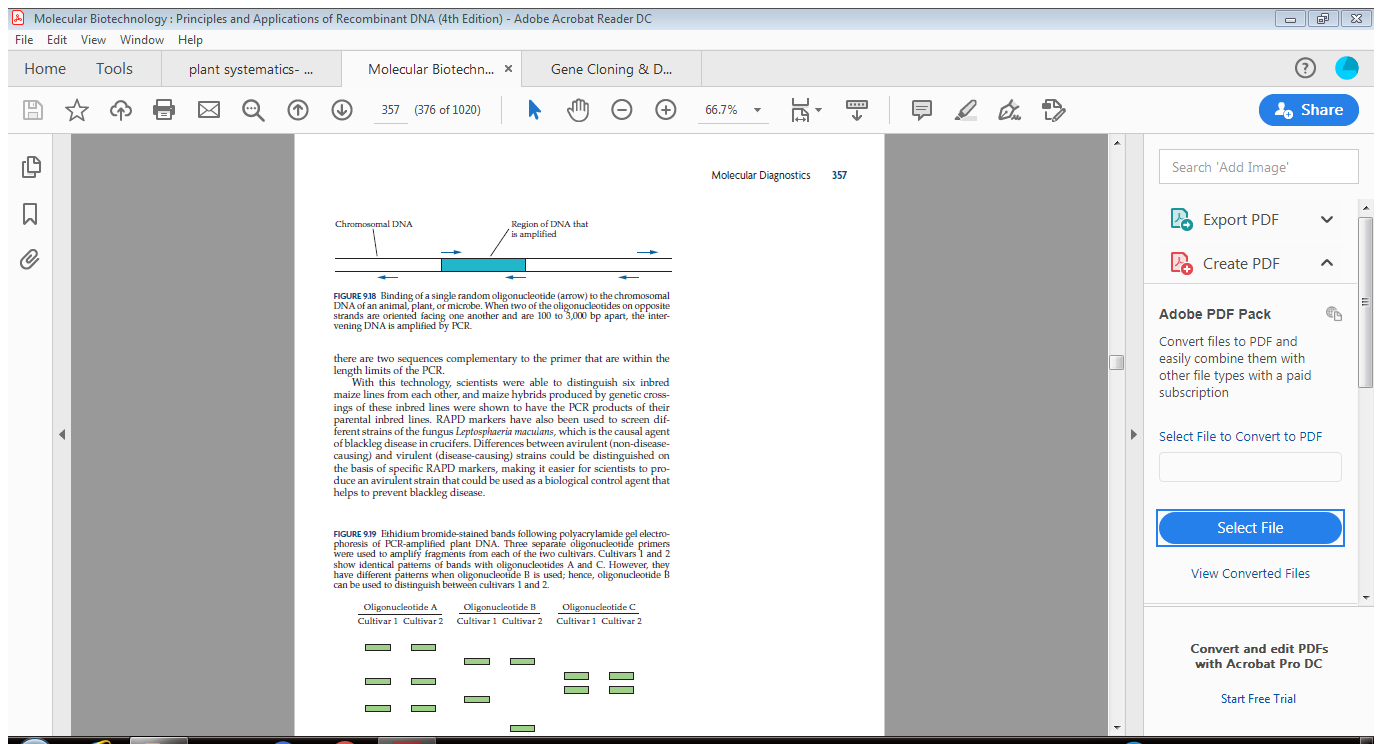 Molecular Biotechnology : Principles and Applications of Recombinant DNA (4th Edition) - Adobe Acrobat Reader DC
File Edit View Window Help
Home Tools plant systematics- ... Molecular Biotechn... × Gene Cloning & D...
357 (376 of 1020) 66.7% Share
Molecular Diagnostics 357
Chromosomal DNA
Region of DNA that
is amplified
FIGURE 9.18 Binding of a single random oligonucleotide (arrow) to the chromosomal
DNA of an animal, plant, or microbe. When two of the oligonucleotides on opposite
strands are oriented facing one another and are 100 to 3,000 bp apart, the inter-
vening DNA is amplified by PCR.
there are two sequences complementary to the primer that are within the
length limits of the PCR.
With this technology, scientists were able to distinguish six inbred
maize lines from each other, and maize hybrids produced by genetic cross-
ings of these inbred lines were shown to have the PCR products of their
parental inbred lines. RAPD markers have also been used to screen dif-
ferent strains of the fungus Leptosphaeria maculans, which is the causal agent
of blackleg disease in crucifers. Differences between avirulent (non-disease-
causing) and virulent (disease-causing) strains could be distinguished on
the basis of specific RAPD markers, making it easier for scientists to pro-
duce an avirulent strain that could be used as a biological control agent that
helps to prevent blackleg disease.
FIGURE 9.19 Ethidium bromide-stained bands following polyacrylamide gel electro-
phoresis of PCR-amplified plant DNA. Three separate oligonucleotide primers
were used to amplify fragments from each of the two cultivars. Cultivars 1 and 2
show identical patterns of bands with oligonucleotides A and C. However, they
have different patterns when oligonucleotide B is used; hence, oligonucleotide B
can be used to distinguish between cultivars 1 and 2.
Oligonucleotide A Oligonucleotide B Oligonucleotide C
Cultivar 1 Cultivar 2 Cultivar 1 Cultivar 2 Cultivar 1 Cultivar 2
Search 'Add Image'
Export PDF
Create PDF
Adobe PDF Pack
Convert files to PDF and
easily combine them with
other file types with a paid
subscription
Select File to Convert to PDF
Select File
View Converted Files
Convert and edit PDFs
with Acrobat Pro DC
Start Free Trial